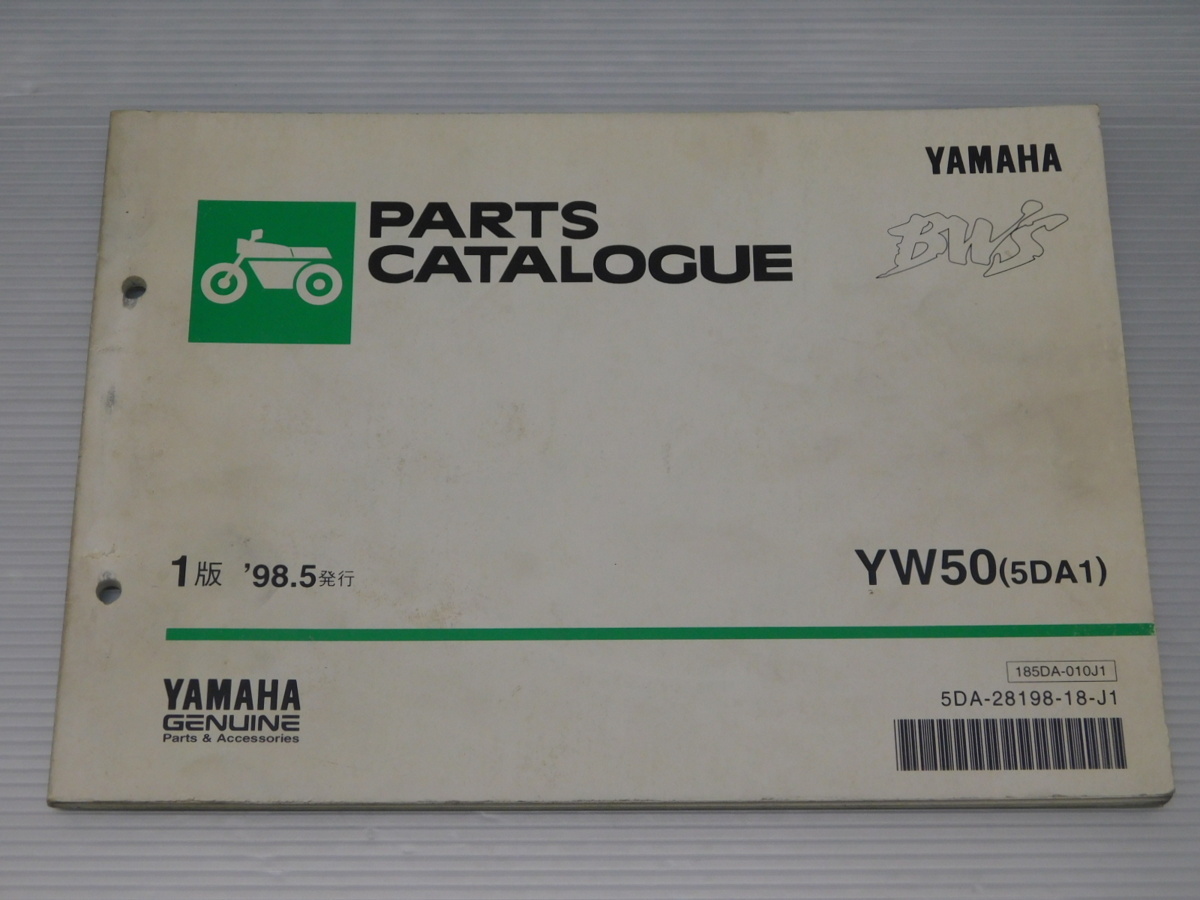 YAMAHA
BW'S
PARTS
CATALOGUE
1版 '98.5発行
YW50(5DA1)
185DA-010J1
5DA-28198-18-J1
YAMAHA
GENUINE
Parts & Accessories